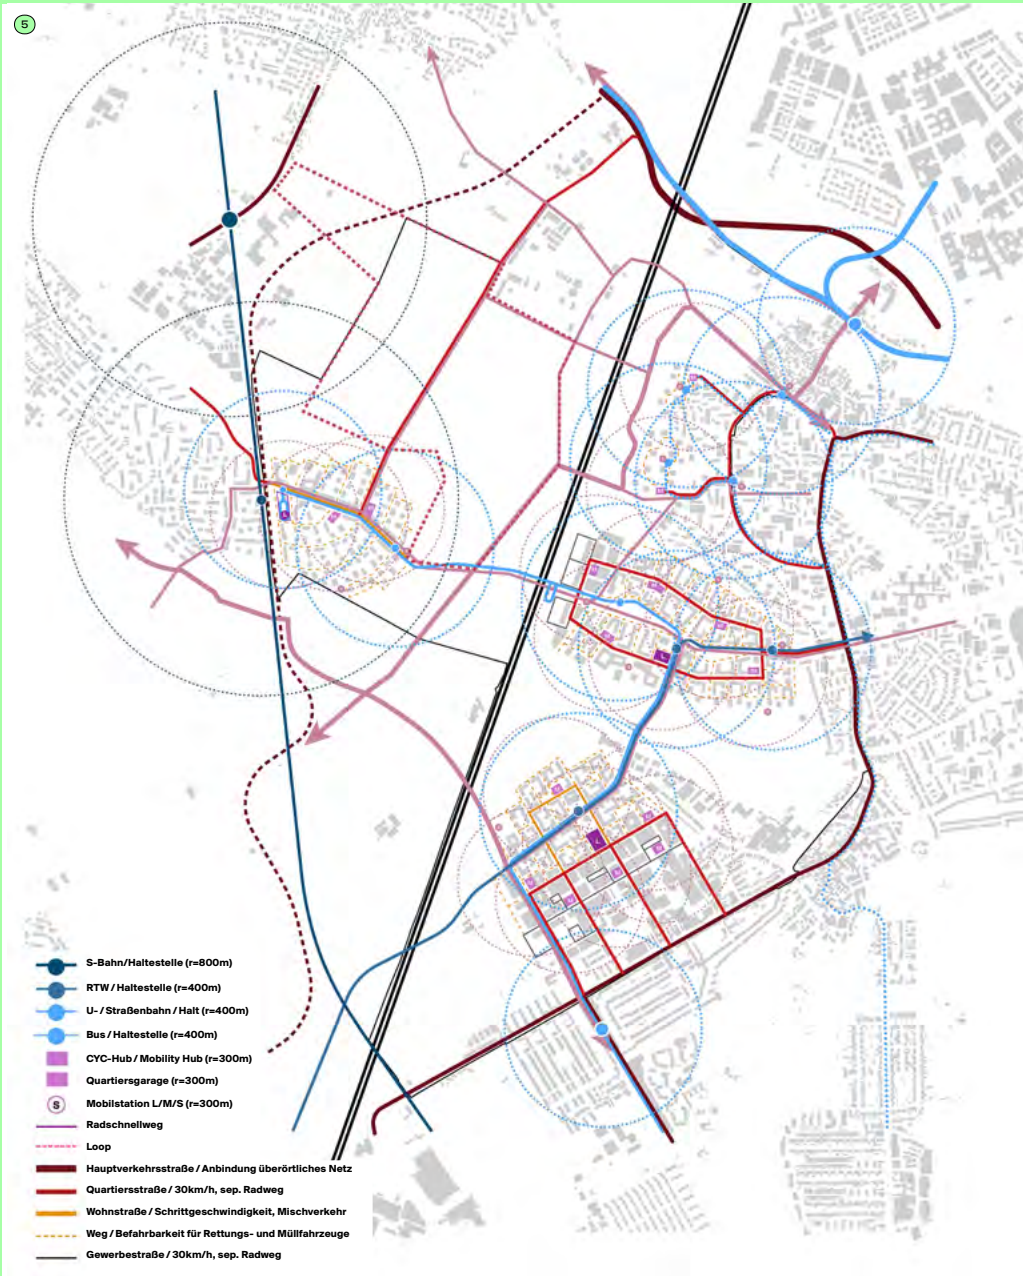 5
S-Bahn/Haltestelle (r=800m)
RTW / Haltestelle (r=400m)
U- / Straßenbahn / Halt (r=400m)
Bus / Haltestelle (r=400m)
CYC-Hub / Mobility Hub (r=300m)
Quartiersgarage (r=300m)
S Mobilstation L/M/S (r=300m)
Radschnellweg
Loop
Hauptverkehrsstraße / Anbindung überörtliches Netz
Quartiersstraße / 30km/h, sep. Radweg
Wohnstraße / Schrittgeschwindigkeit, Mischverkehr
Weg / Befahrbarkeit für Rettungs- und Müllfahrzeuge
Gewerbestraße / 30km/h, sep. Radweg